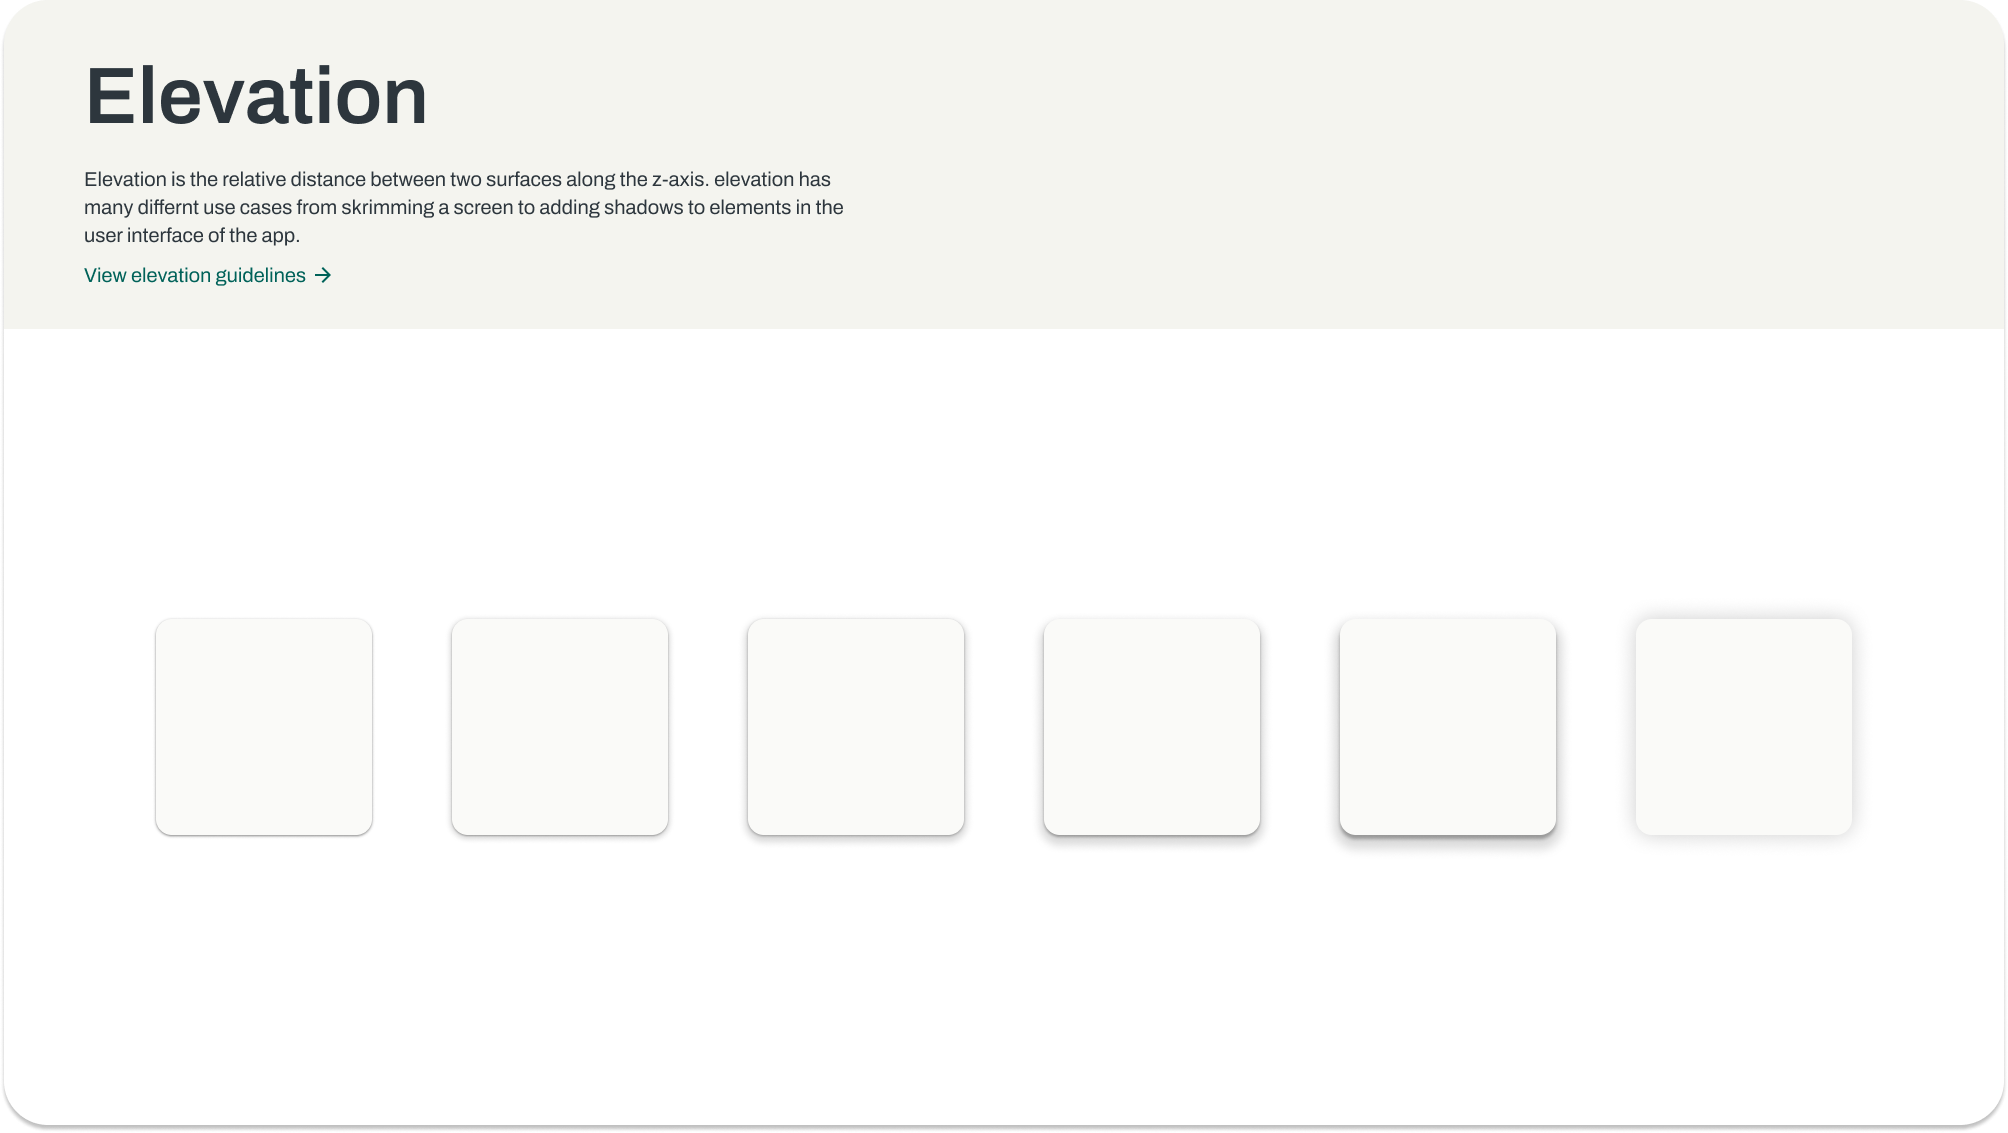 Elevation
Elevation is the relative distance between two surfaces along the z-axis. elevation has
many differnt use cases from skrimming a screen to adding shadows to elements in the
user interface of the app.
View elevation guidelines →